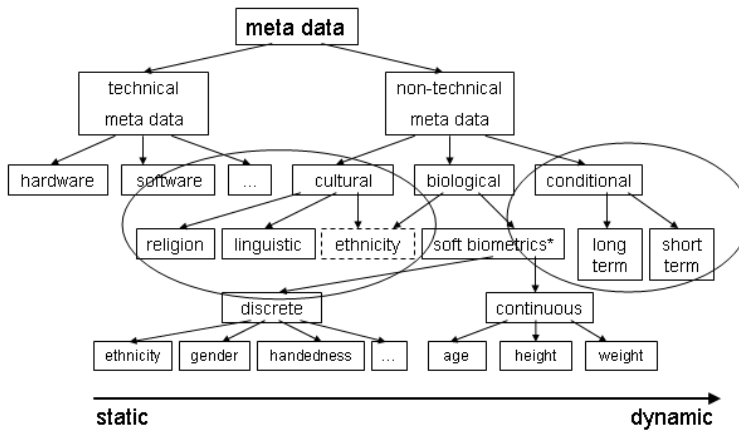 meta data
technical
meta data
non-technical
meta data
hardware
software
...
cultural
biological
conditional
religion
linguistic
ethnicity
soft biometrics*
long
term
short
term
discrete
continuous
ethnicity
gender
handedness
...
age
height
weight
static
dynamic